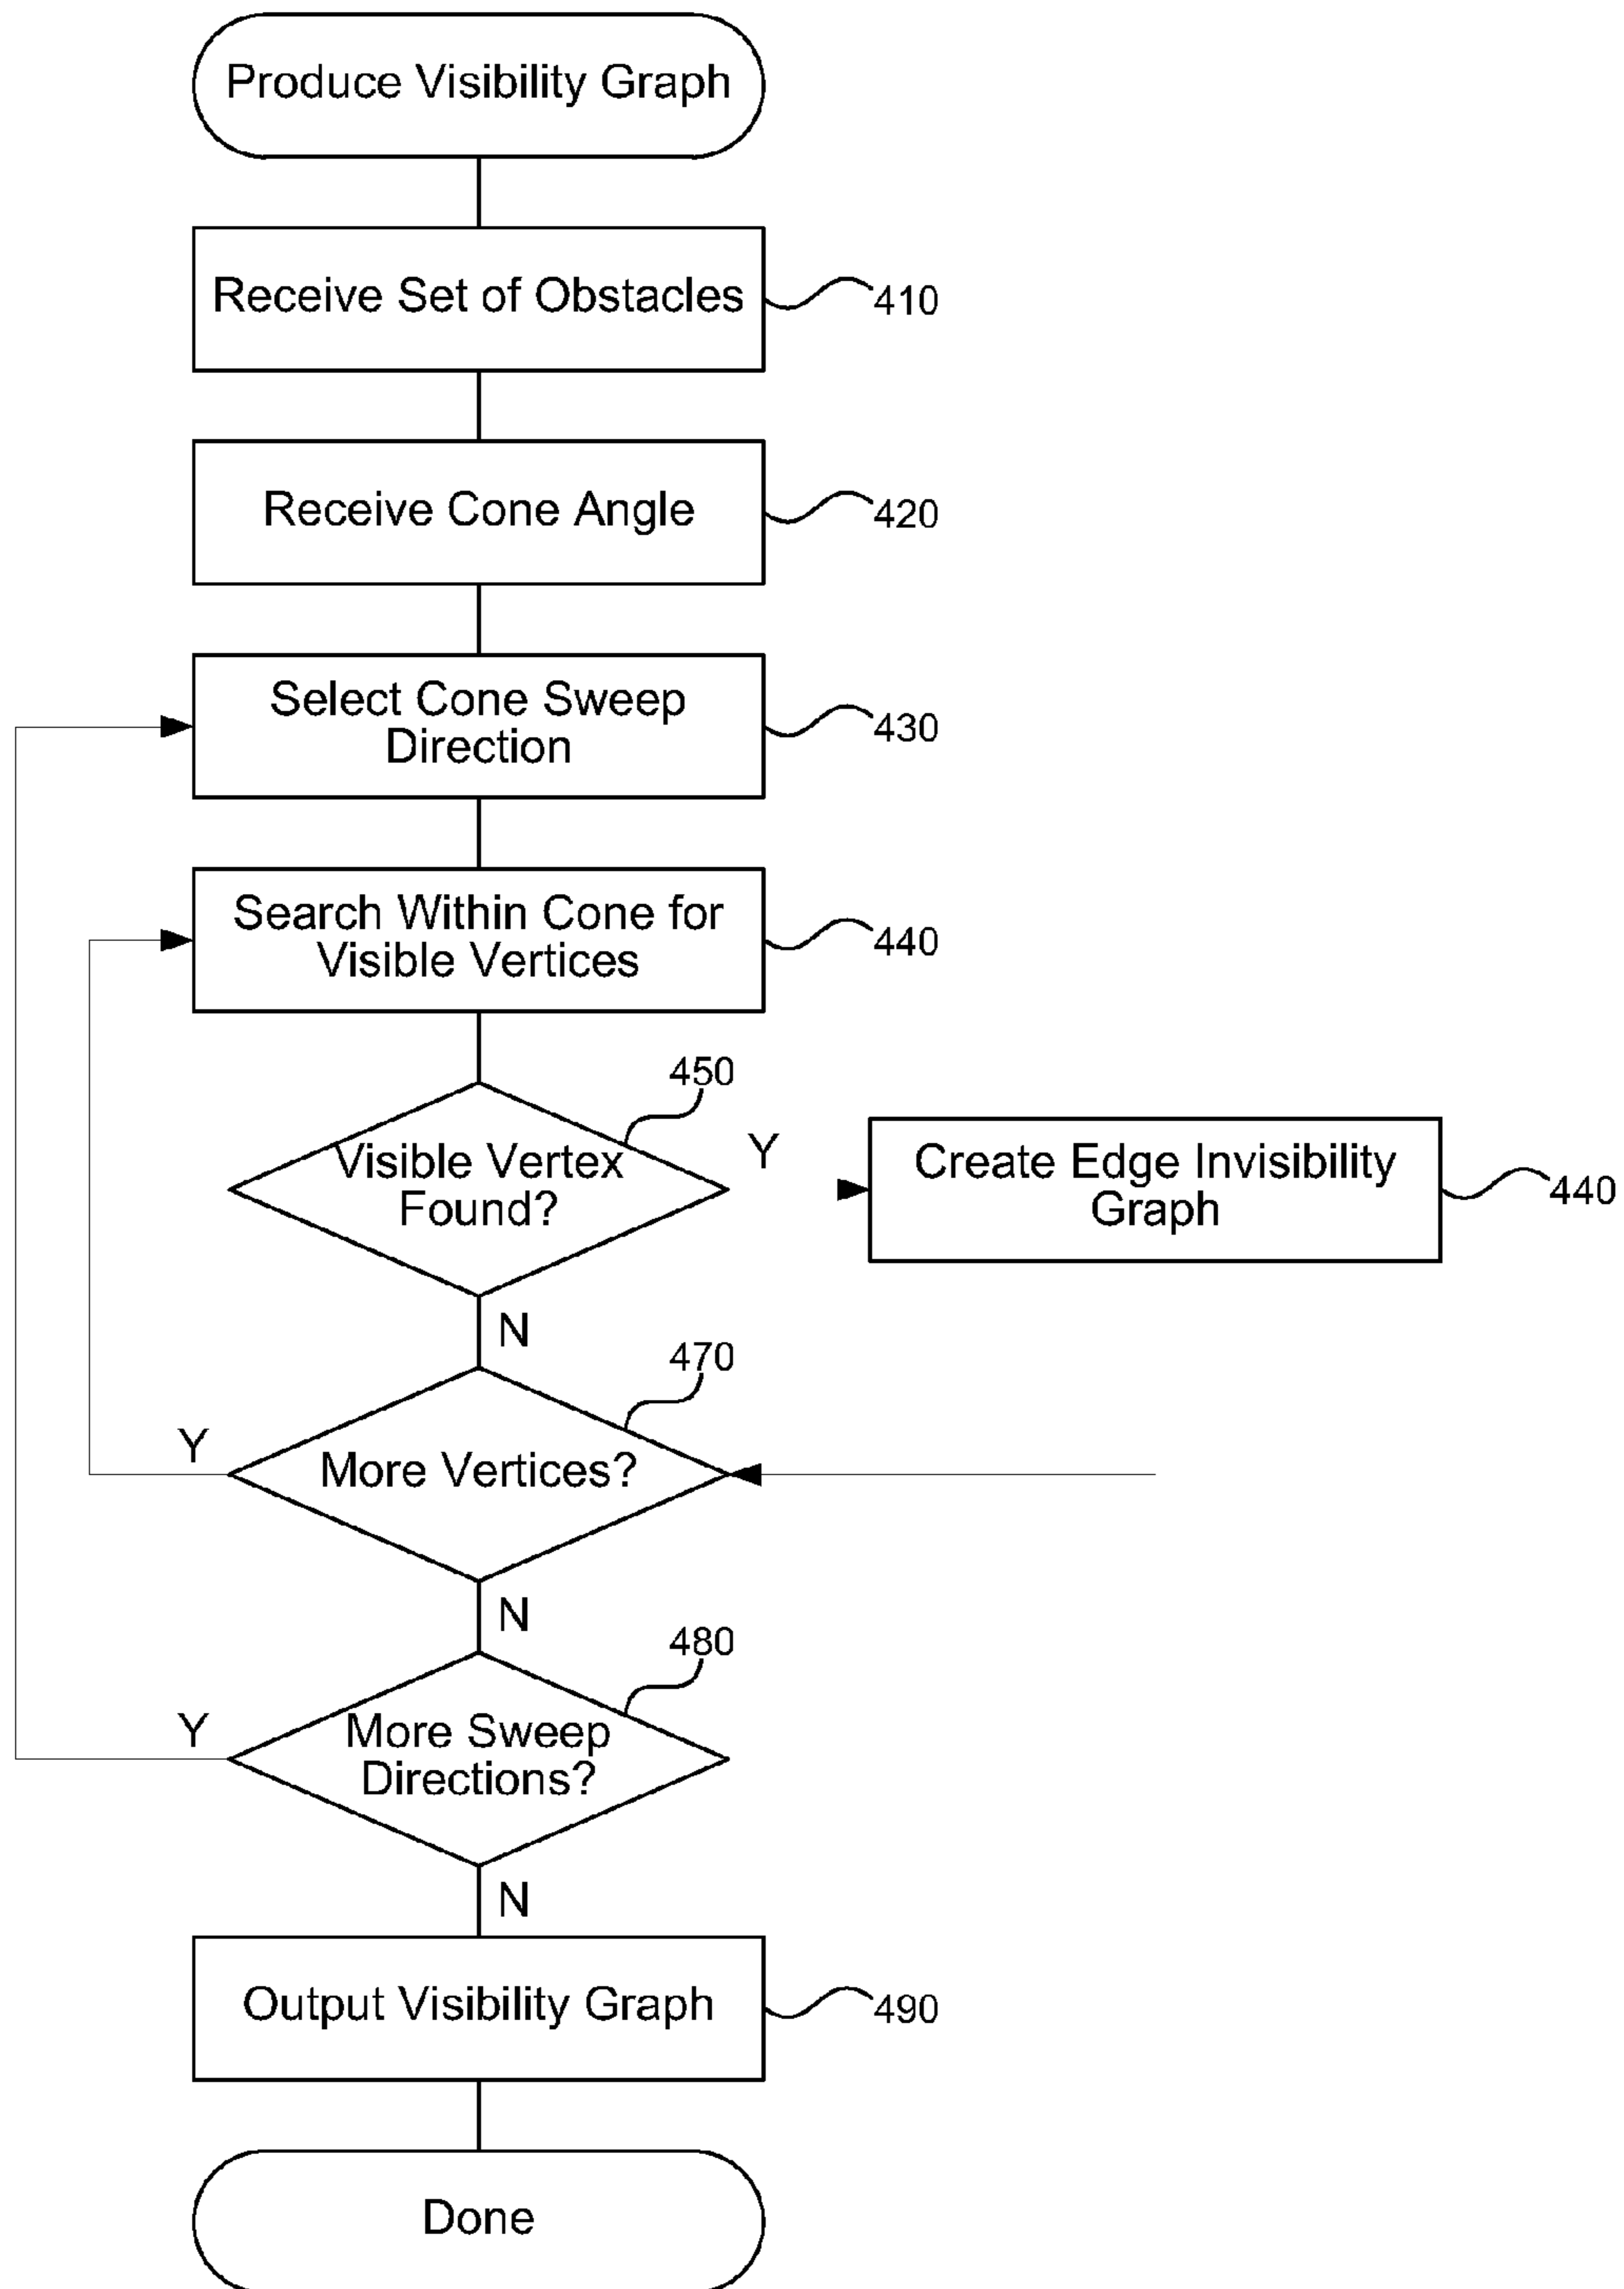 Produce Visibility Graph
Receive Set of Obstacles
410
Receive Cone Angle
420
Select Cone Sweep
Direction
430
Search Within Cone for
Visible Vertices
440
450
Visible Vertex
Found?
Y
Create Edge Invisibility
Graph
440
N
470
More Vertices?
Y
N
480
More Sweep
Directions?
Y
N
Output Visibility Graph
490
Done